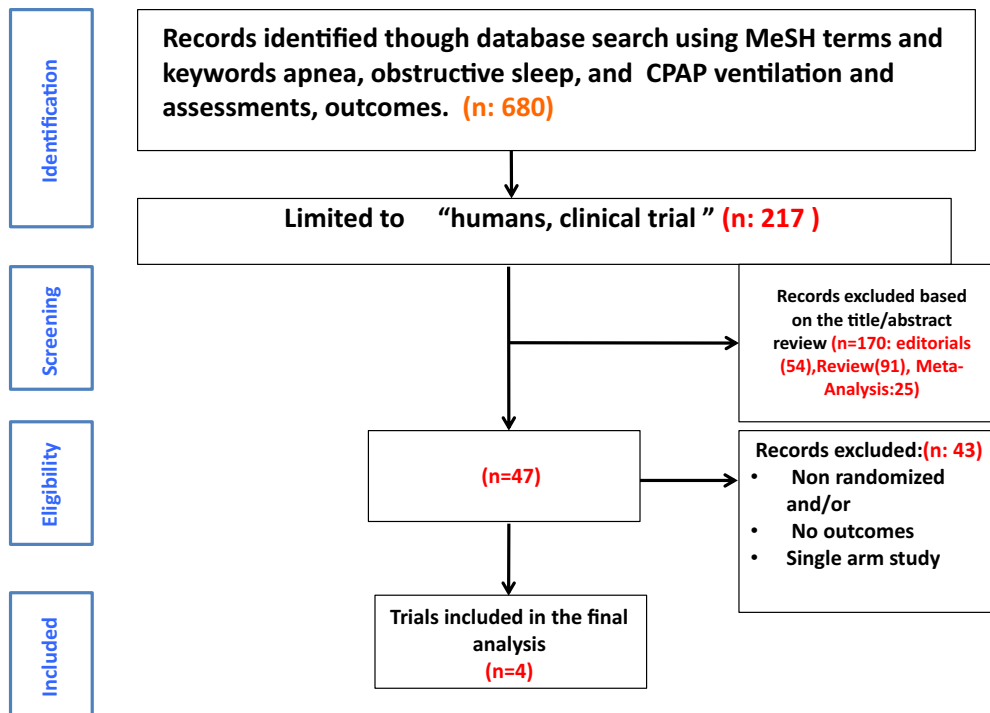 Identification
Records identified though database search using MeSH terms and
keywords apnea, obstructive sleep, and CPAP ventilation and
assessments, outcomes. (n: 680)
Limited to “humans, clinical trial ” (n: 217 )
Screening
Records excluded based
on the title/abstract
review (n=170: editorials
(54),Review(91), Meta-
Analysis:25)
Eligibility
(n=47)
Records excluded:(n: 43)
• Non randomized
and/or
• No outcomes
• Single arm study
Included
Trials included in the final
analysis
(n=4)